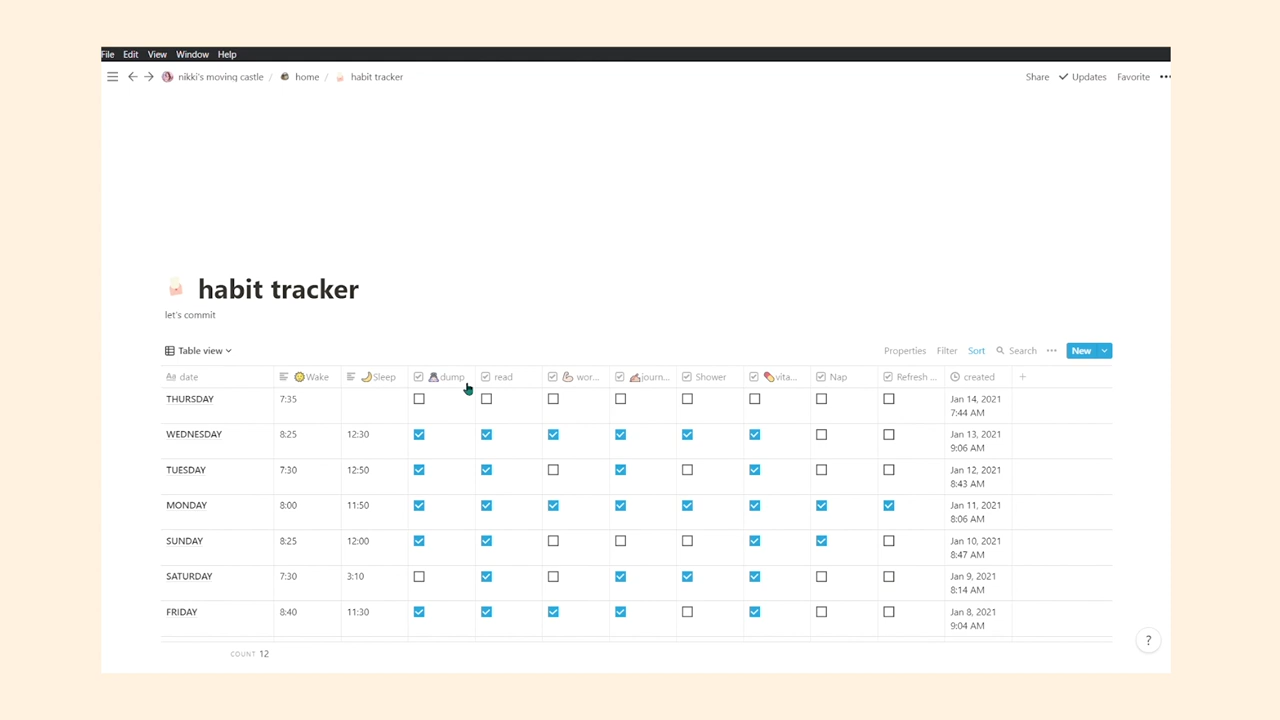 File Edit View Window Help
nikki's moving castle / home / habit tracker Share Updates Favorite •••
habit tracker
let's commit
Table view Properties Filter Sort Search ••• New
Aa date Wake Sleep dump read wor... journ... Shower vita... Nap Refresh ... created +
THURSDAY 7:35 Jan 14, 2021
7:44 AM
WEDNESDAY 8:25 12:30 Jan 13, 2021
9:06 AM
TUESDAY 7:30 12:50 Jan 12, 2021
8:43 AM
MONDAY 8:00 11:50 Jan 11, 2021
8:06 AM
SUNDAY 8:25 12:00 Jan 10, 2021
8:47 AM
SATURDAY 7:30 3:10 Jan 9, 2021
8:14 AM
FRIDAY 8:40 11:30 Jan 8, 2021
9:04 AM
COUNT 12
?